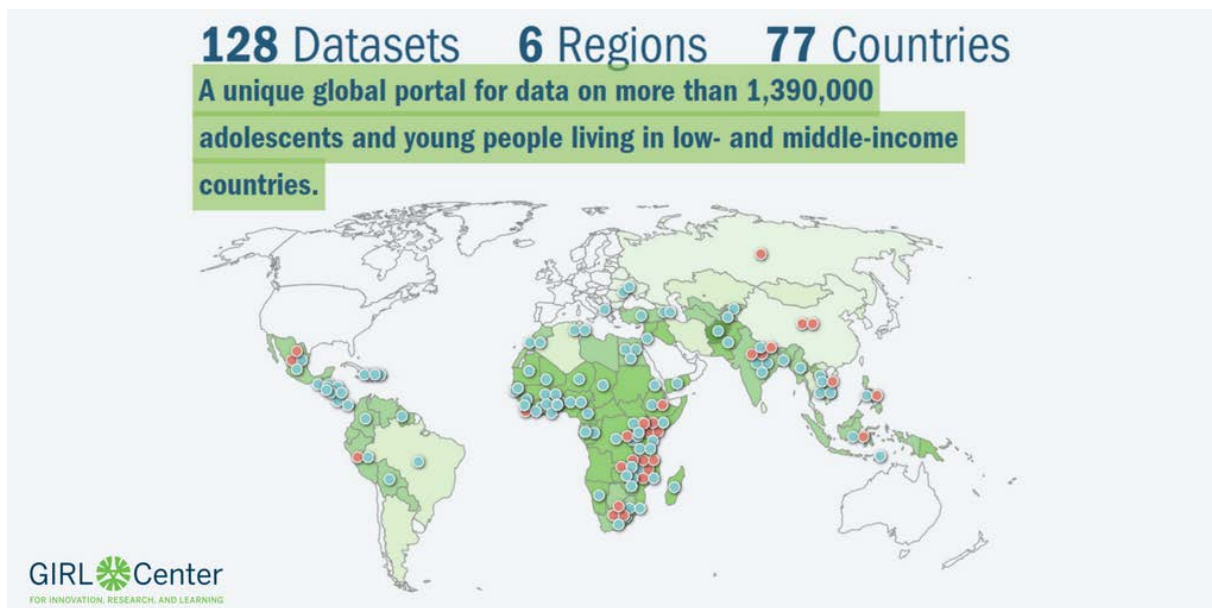 128 Datasets 6 Regions 77 Countries
A unique global portal for data on more than 1,390,000
adolescents and young people living in low- and middle-income
countries.
GIRL Center
FOR INNOVATION, RESEARCH, AND LEARNING